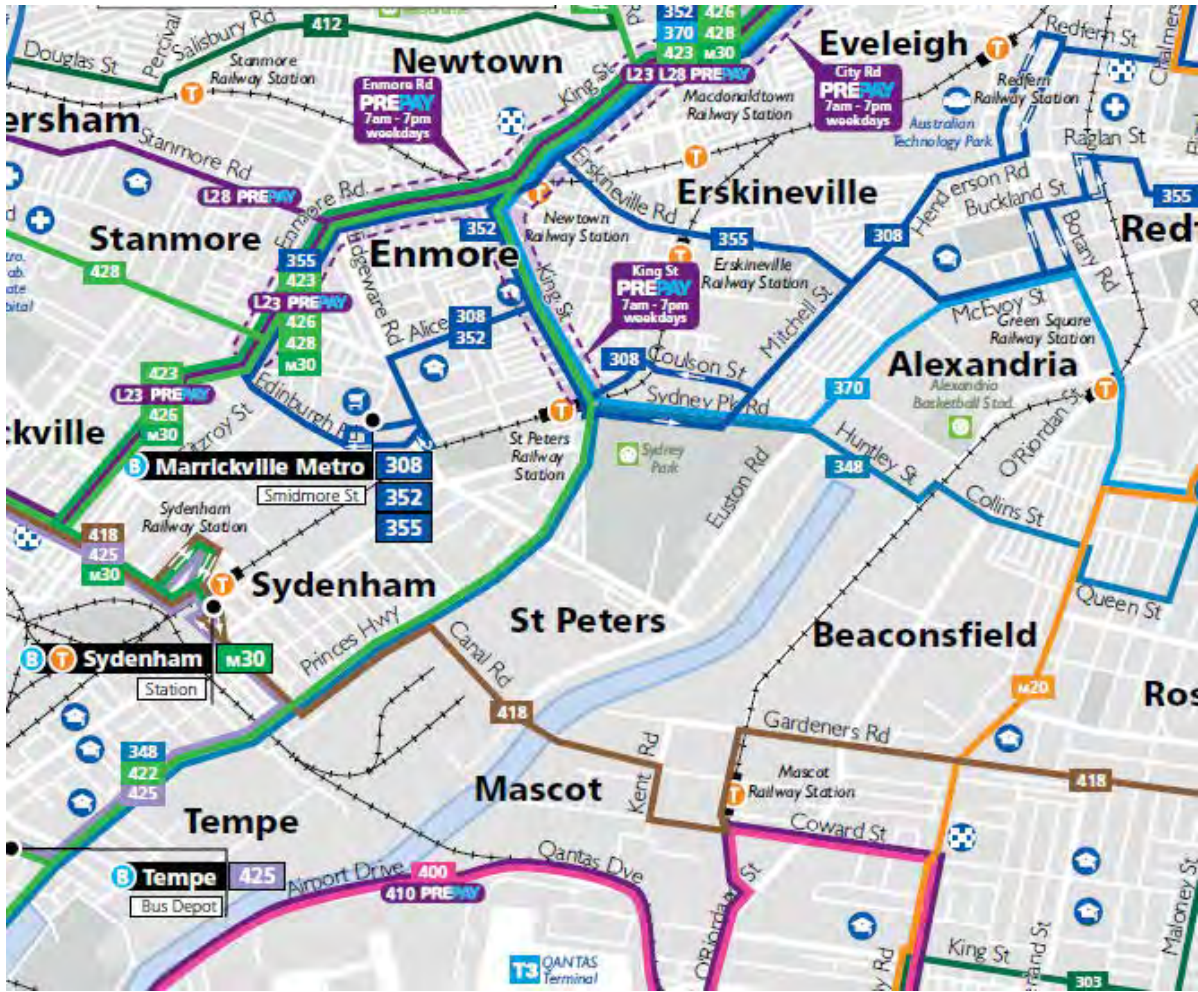 412
352
426
370
428
423
M30
L23 L28 PREPAY
Douglas St
Percival
Salisbury Rd
Stanmore
Railway Station
Newtown
King St
Enmore Rd
PREPAY
7am - 7pm
weekdays
City Rd
PREPAY
7am - 7pm
weekdays
Macdonaldtown
Railway Station
Eveleigh
Redfern St
Chalmers
Redfern
Railway Station
Australian
Technology Park
Raglan St
ersham
Stanmore Rd
L28 PREPAY
Enmore Rd
Erskineville
Erskineville Rd
Henderson Rd
Buckland St
355
Stanmore
428
Newtown
Railway Station
352
Enmore
355
423
L23 PREPAY
426
428
M30
Edgeware Rd
King St
King St
PREPAY
7am - 7pm
weekdays
355
Erskineville
Railway Station
308
Botany Rd
Alice
308
352
308
Coulson St
Mitchell St
McEvoy St
Green Square
Railway Station
Alexandria
Alexandria
Basketball Stad.
370
Sydney Pk Rd
423
L23 PREPAY
426
M30
Edinburgh Rd
ckville
B Marrickville Metro
308
352
355
Smidmore St
St Peters
Railway
Station
Sydney
Park
Huntley St
348
O'Riordan St
Euston Rd
Collins St
Queen St
Sydenham
Railway Station
418
425
M30
Sydenham
B T Sydenham
M30
Station
Princes Hwy
Canal Rd
St Peters
Beaconsfield
M20
418
Gardeners Rd
418
Kent Rd
Mascot
Mascot
Railway Station
Coward St
348
422
425
Tempe
B Tempe
425
Bus Depot
Airport Drive
400
410 PREPAY
Qantas Dve
O'Riordan St
T3 QANTAS
Terminal
King St
303
Maloney St